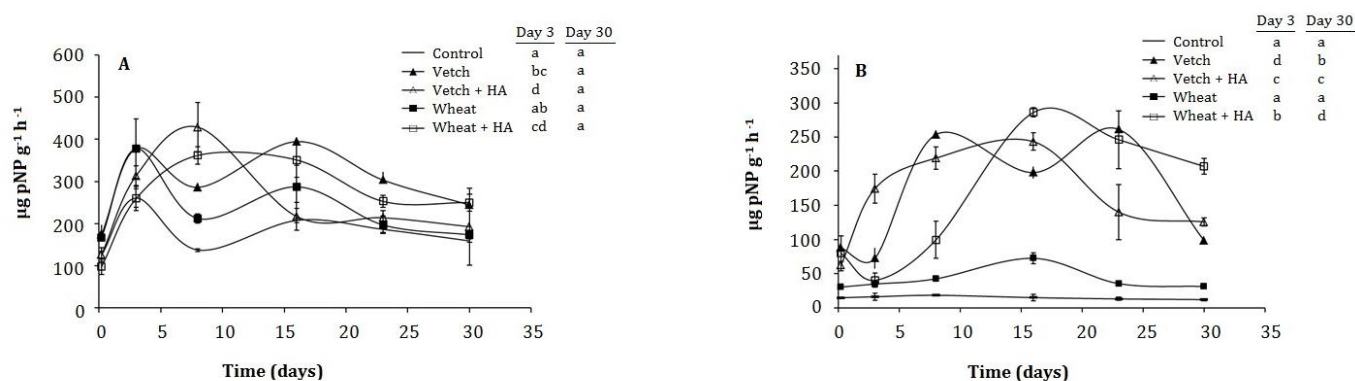 Day 3 Day 30
Control a a
Vetch bc a
Vetch + HA d a
Wheat ab a
Wheat + HA cd a
A
600
500
400
300
200
100
0
0 5 10 15 20 25 30 35
µg pNP g⁻¹ h⁻¹
Time (days)
Day 3 Day 30
Control a a
Vetch d b
Vetch + HA c c
Wheat a a
Wheat + HA b d
B
350
300
250
200
150
100
50
0
0 5 10 15 20 25 30 35
µg pNP g⁻¹ h⁻¹
Time (days)